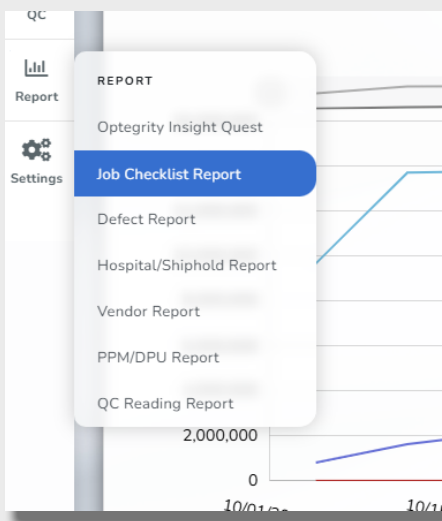 QC
Report
Settings
REPORT
Optegrity Insight Quest
Job Checklist Report
Defect Report
Hospital/Shiphold Report
Vendor Report
PPM/DPU Report
QC Reading Report
2,000,000
0